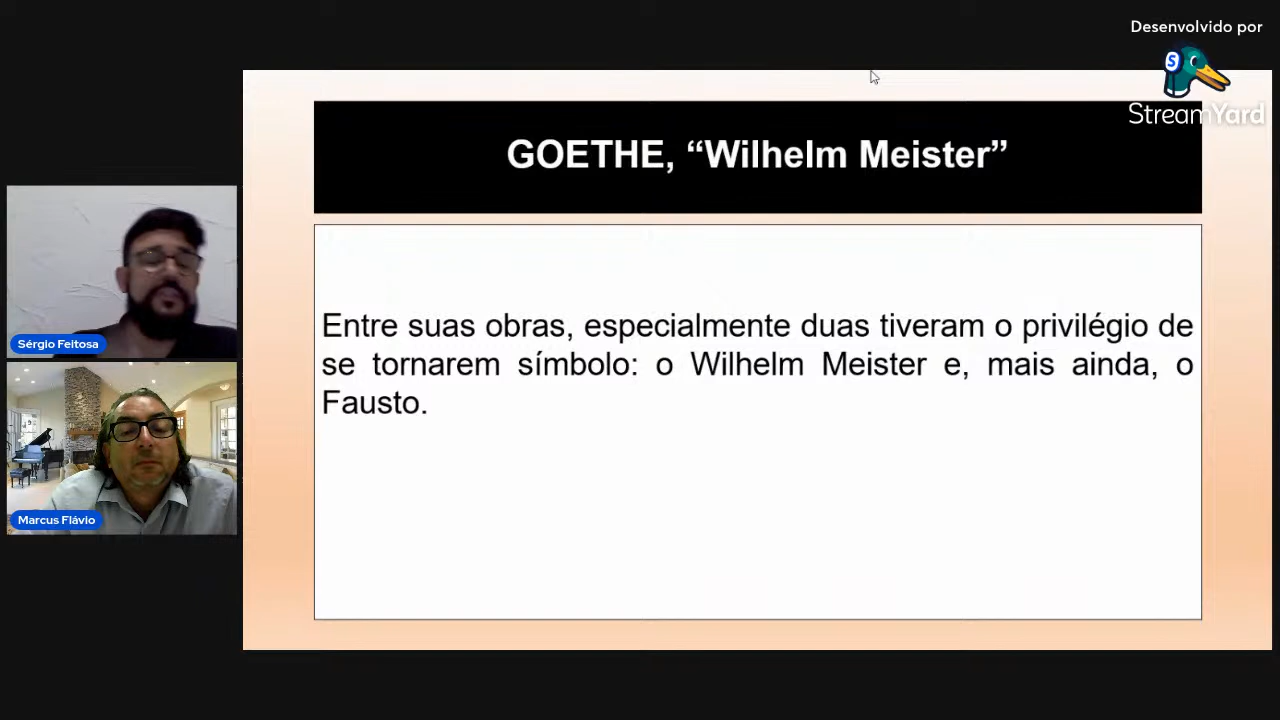 Desenvolvido por
StreamYard
GOETHE, “Wilhelm Meister”
Entre suas obras, especialmente duas tiveram o privilégio de
se tornarem símbolo: o Wilhelm Meister e, mais ainda, o
Fausto.
Sérgio Feitosa
Marcus Flávio